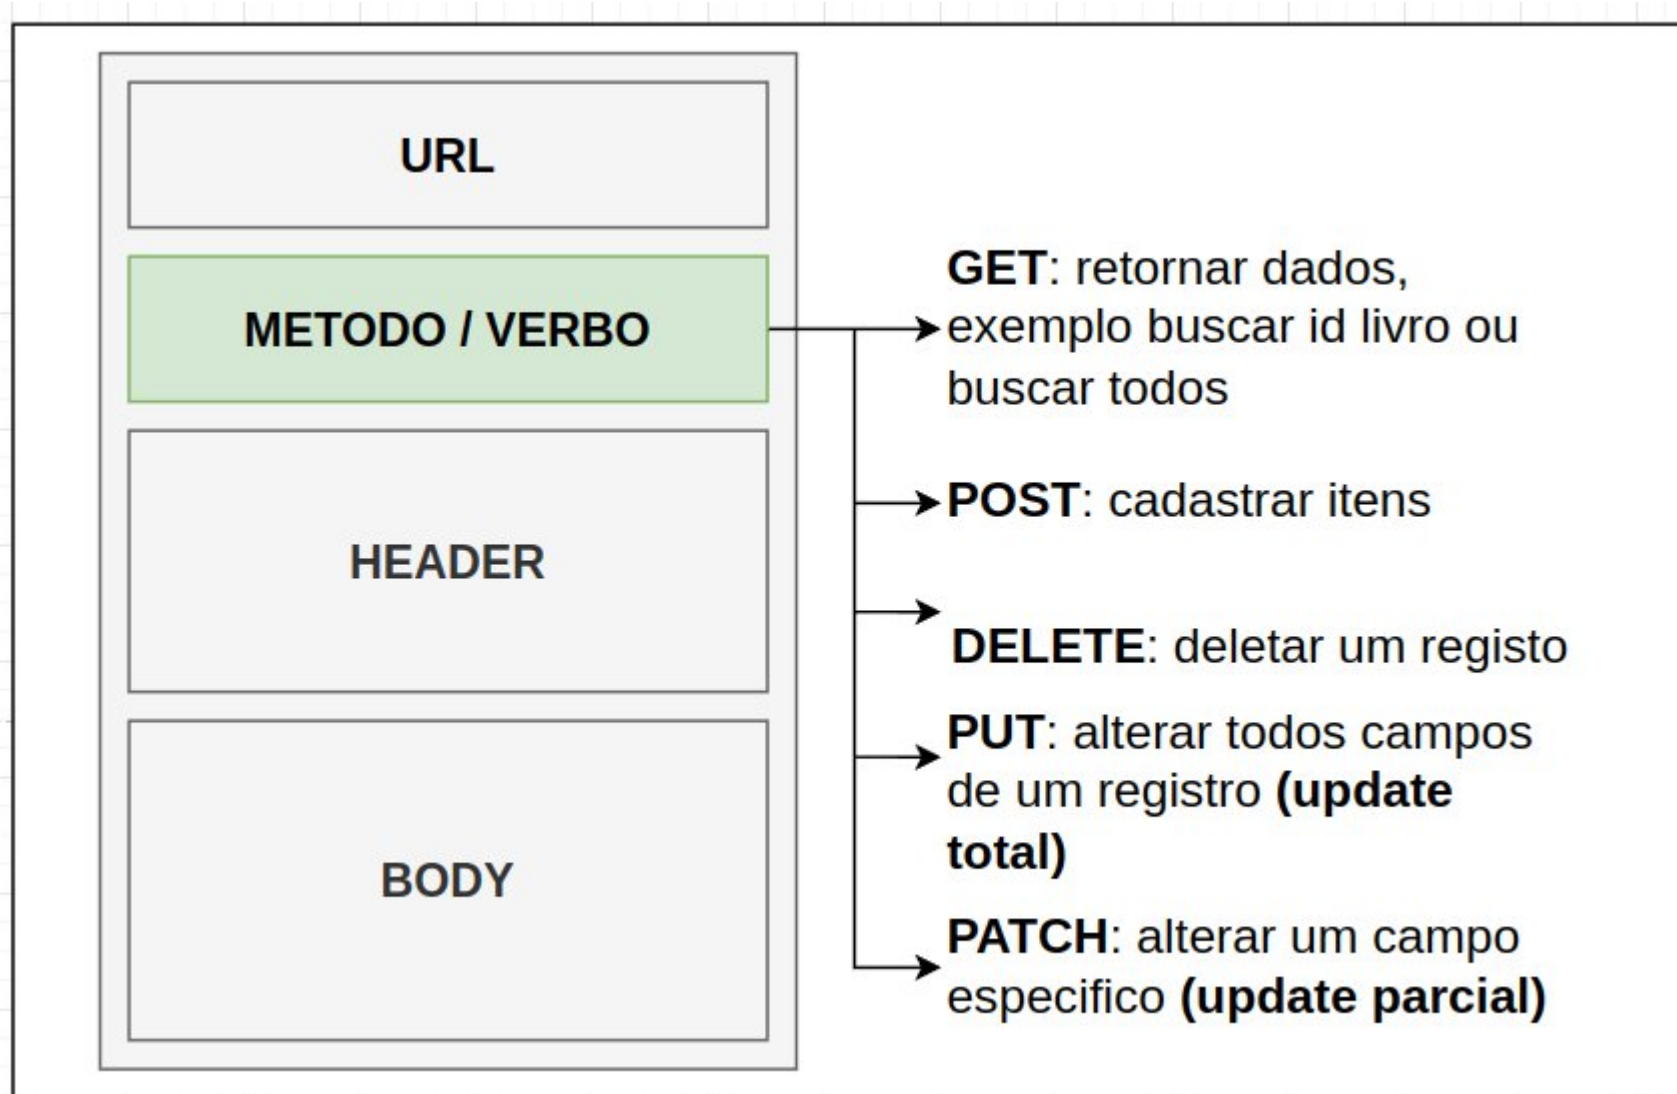 URL
METODO / VERBO
HEADER
BODY
GET: retornar dados,
exemplo buscar id livro ou
buscar todos
POST: cadastrar itens
DELETE: deletar um registo
PUT: alterar todos campos
de um registro (update
total)
PATCH: alterar um campo
especifico (update parcial)